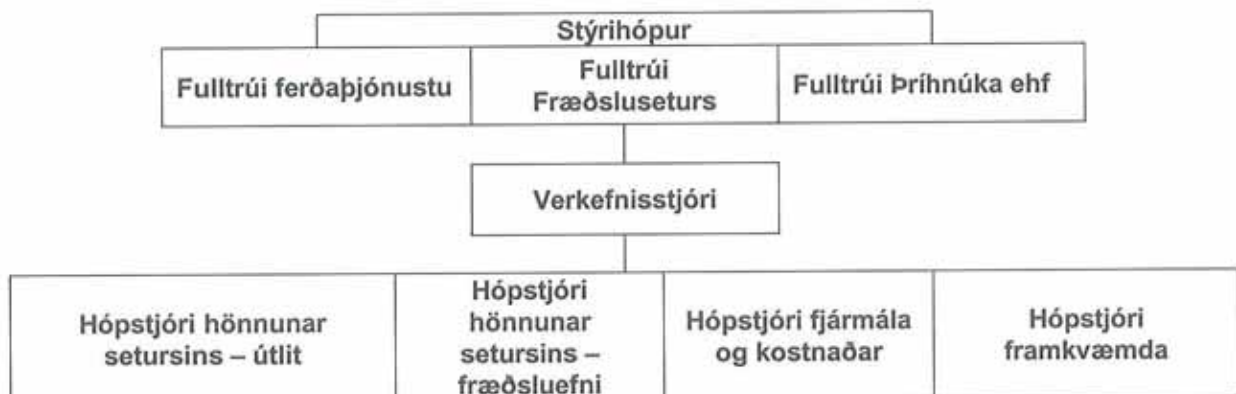 Stýrihópur
Fulltrúi ferðaþjónustu
Fulltrúi
Fræðsluseturs
Fulltrúi Þríhnúka ehf
Verkefnisstjóri
Hópstjóri hönnunar
setursins – útlit
Hópstjóri
hönnunar
setursins –
fræðsluefni
Hópstjóri fjármála
og kostnaðar
Hópstjóri
framkvæmda